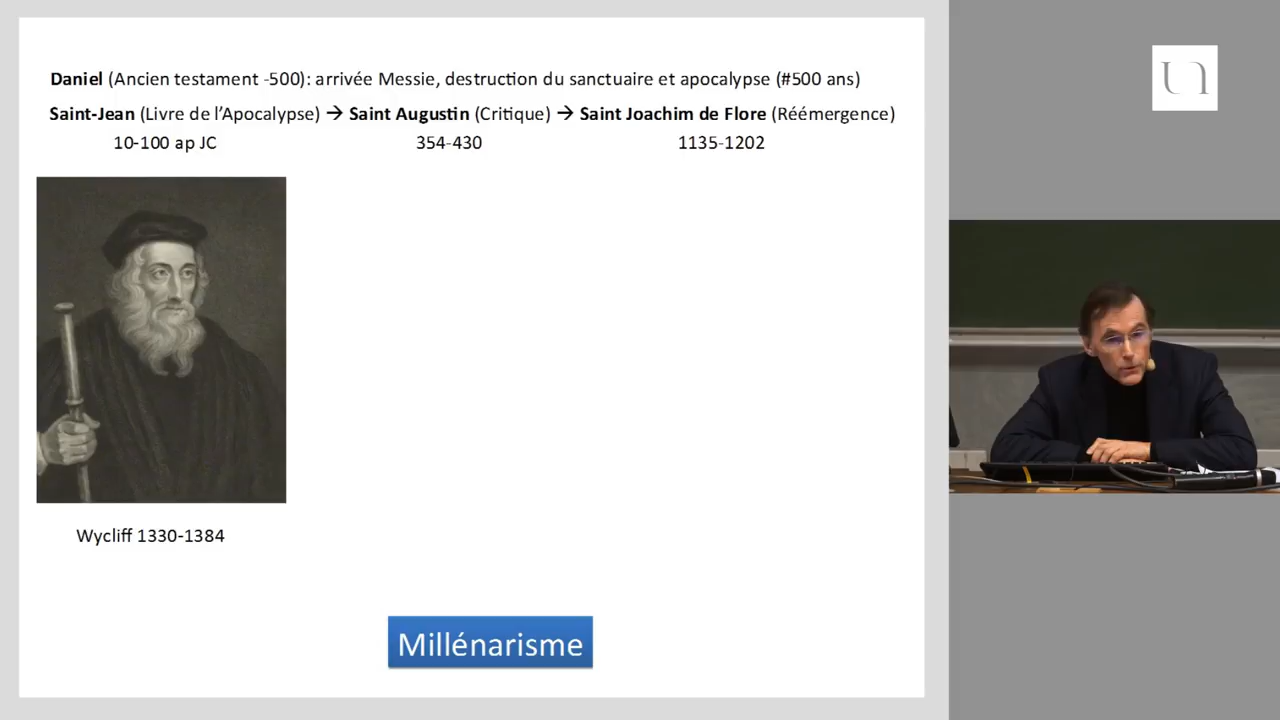 Daniel (Ancien testament -500): arrivée Messie, destruction du sanctuaire et apocalypse (#500 ans)
Saint-Jean (Livre de l'Apocalypse) → Saint Augustin (Critique) → Saint Joachim de Flore (Réémergence)
10-100 ap JC 354-430 1135-1202
Wycliff 1330-1384
Millénarisme